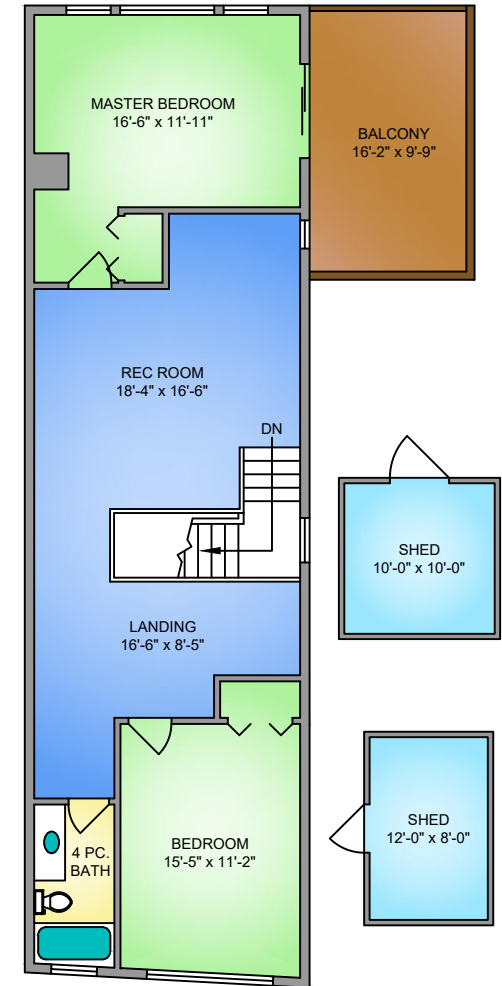 MASTER BEDROOM
16'-6" x 11'-11"
BALCONY
16'-2" x 9'-9"
REC ROOM
18'-4" x 16'-6"
DN
SHED
10'-0" x 10'-0"
LANDING
16'-6" x 8'-5"
4 PC.
BATH
BEDROOM
15'-5" x 11'-2"
SHED
12'-0" x 8'-0"